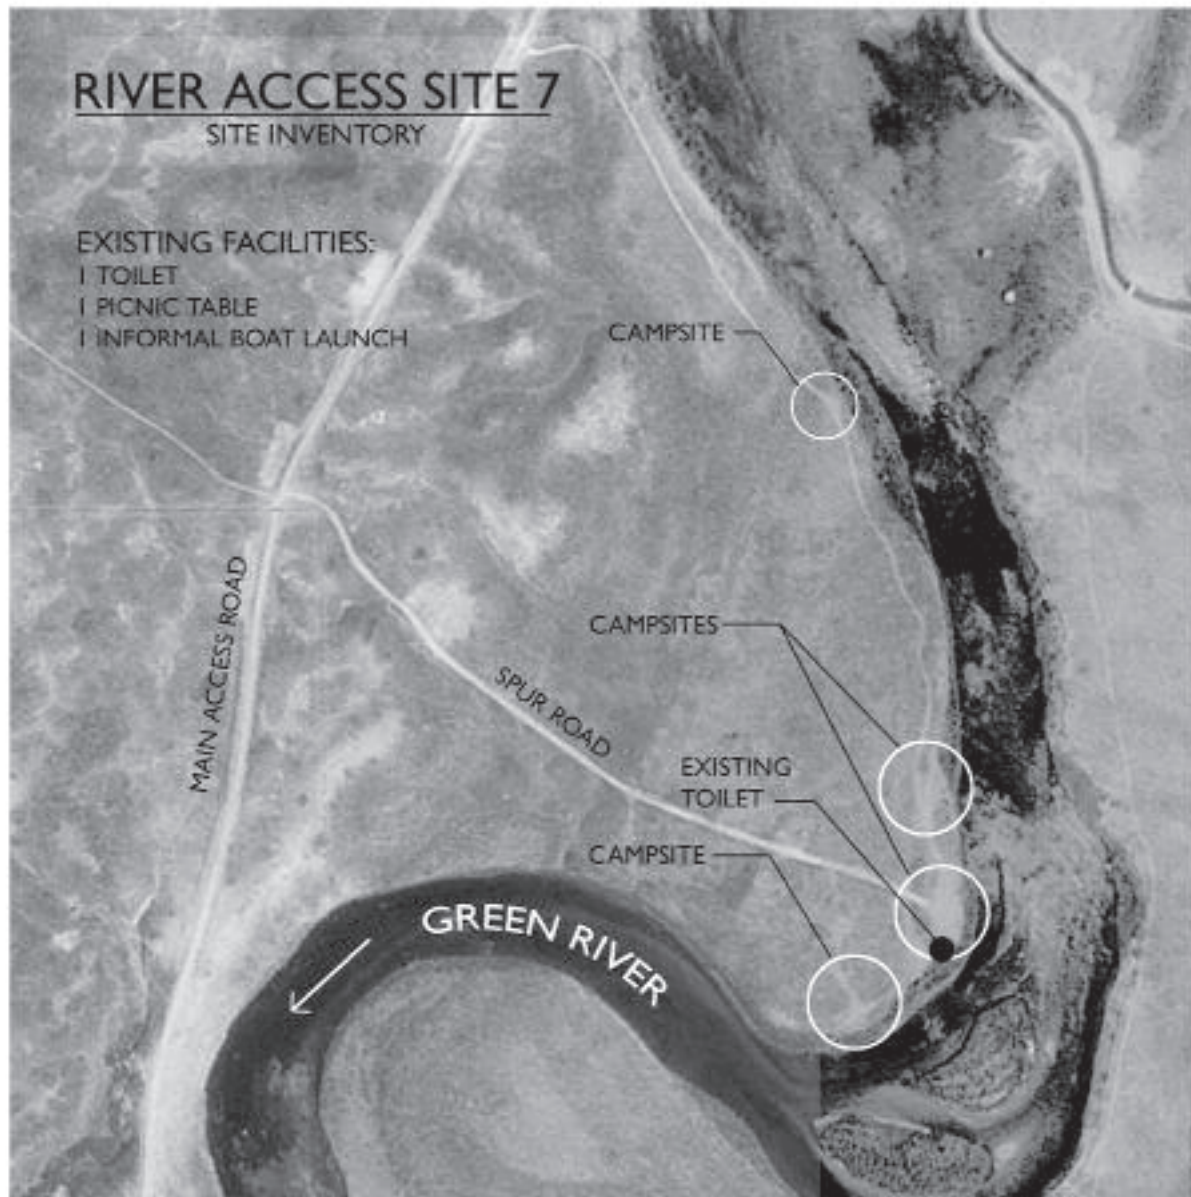 RIVER ACCESS SITE 7
SITE INVENTORY
EXISTING FACILITIES:
1 TOILET
1 PICNIC TABLE
1 INFORMAL BOAT LAUNCH
CAMPSITE
MAIN ACCESS ROAD
CAMPSITES
SPUR ROAD
EXISTING
TOILET
CAMPSITE
GREEN RIVER